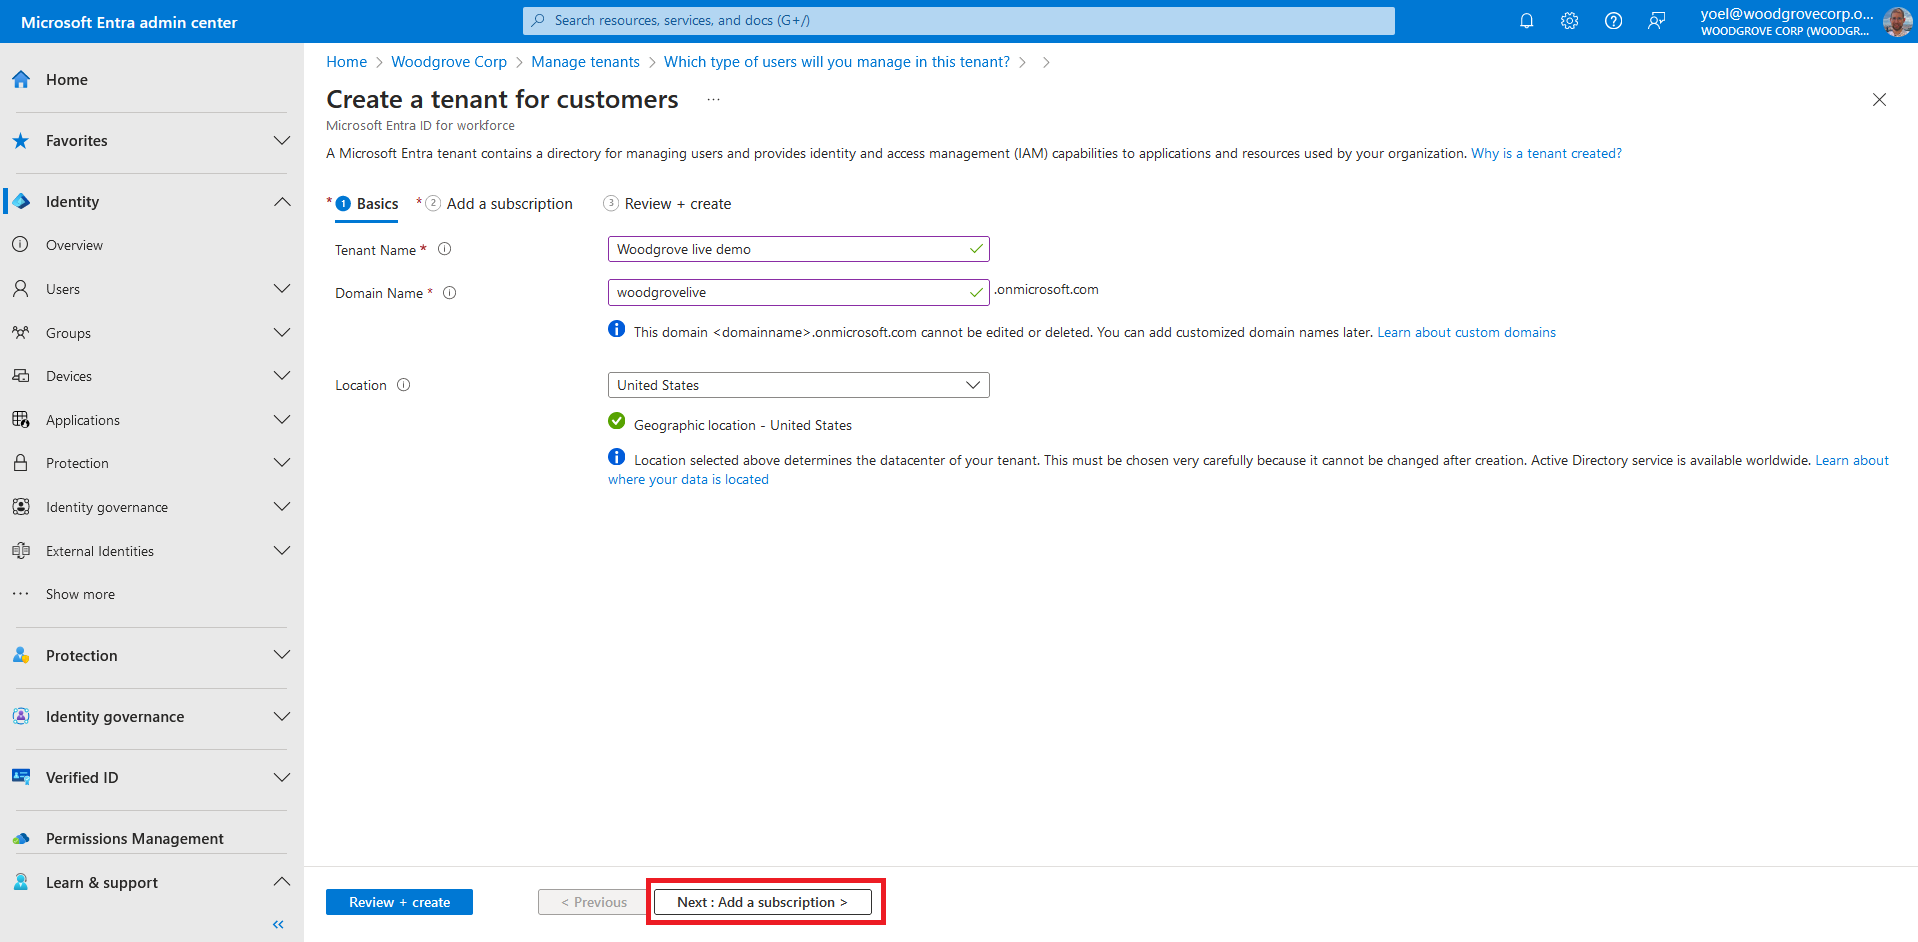 Microsoft Entra admin center
Search resources, services, and docs (G+/)
yoel@woodgrovecorp.o...
WOODGROVE CORP (WOODGR...
Home
Favorites
Identity
Overview
Users
Groups
Devices
Applications
Protection
Identity governance
External Identities
Show more
Protection
Identity governance
Verified ID
Permissions Management
Learn & support
Home > Woodgrove Corp > Manage tenants > Which type of users will you manage in this tenant? > >
Create a tenant for customers ...
Microsoft Entra ID for workforce
A Microsoft Entra tenant contains a directory for managing users and provides identity and access management (IAM) capabilities to applications and resources used by your organization. Why is a tenant created?
* 1 Basics * 2 Add a subscription 3 Review + create
Tenant Name * Woodgrove live demo
Domain Name * woodgrovelive .onmicrosoft.com
This domain <domainname>.onmicrosoft.com cannot be edited or deleted. You can add customized domain names later. Learn about custom domains
Location United States
Geographic location - United States
Location selected above determines the datacenter of your tenant. This must be chosen very carefully because it cannot be changed after creation. Active Directory service is available worldwide. Learn about
where your data is located
Review + create < Previous Next : Add a subscription >